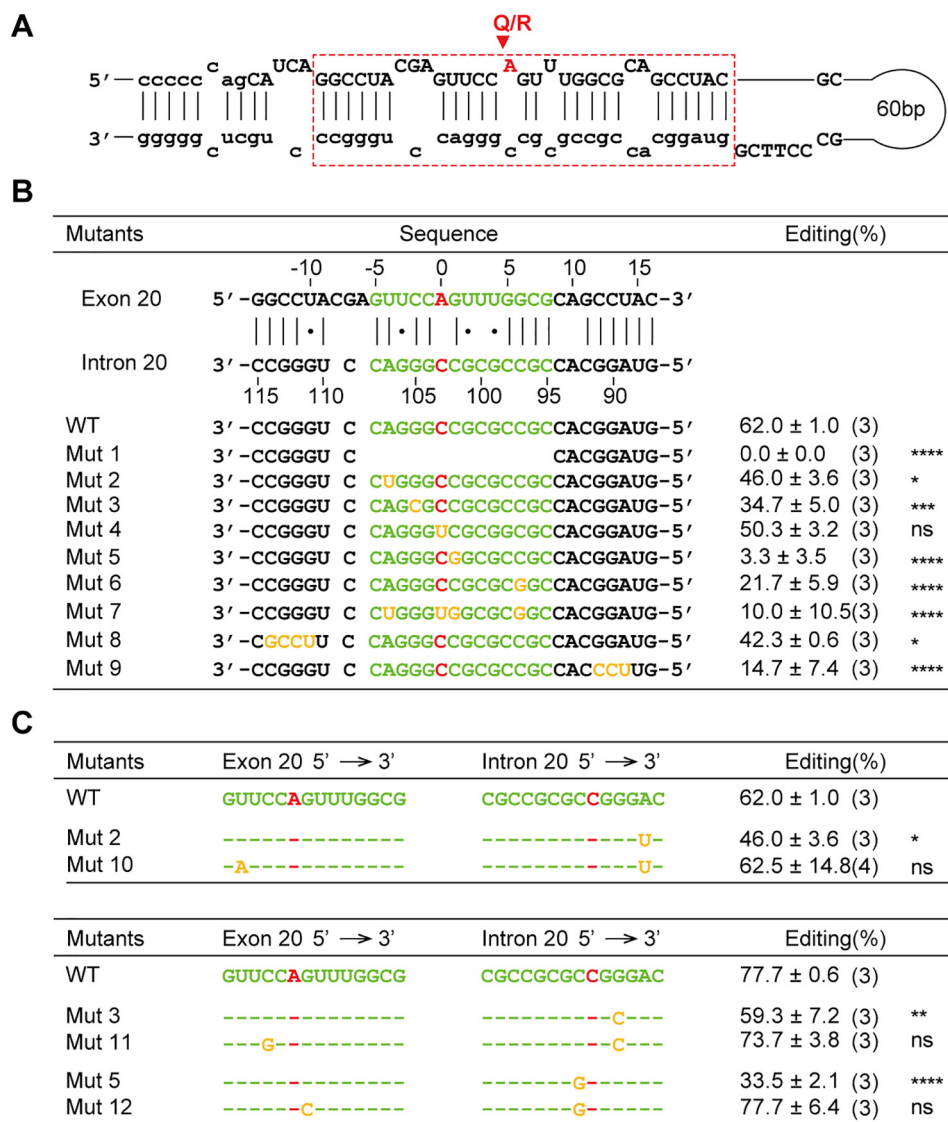 A
Q/R
5' c c A U
5' ccccc agCA UCA GGCCUA CGA GUUCC A GU U UGGCG CA GCCUAC GC
60bp
3' ggggg ucgu ccgggu caggg cg gccgc cggaug CG
c c c c c ca GCTTCC
B
Mutants Sequence Editing(%)
-10 -5 0 5 10 15
Exon 20 5'-GGCCUACGAGUUCCAGUUUGGCGCAGCCUAC-3'
Intron 20 3'-CCGGGU C CAGGGCCGCGCCGCCACGGAUG-5'
115 110 105 100 95 90
WT 3'-CCGGGU C CAGGGCCGCGCCGCCACGGAUG-5' 62.0 ± 1.0 (3)
Mut 1 3'-CCGGGU C CACGGAUG-5' 0.0 ± 0.0 (3) ****
Mut 2 3'-CCGGGU C CUGGGCCGCGCCGCCACGGAUG-5' 46.0 ± 3.6 (3) *
Mut 3 3'-CCGGGU C CAGCGCCGCGCCGCCACGGAUG-5' 34.7 ± 5.0 (3) ***
Mut 4 3'-CCGGGU C CAGGGUCGCGCCGCCACGGAUG-5' 50.3 ± 3.2 (3) ns
Mut 5 3'-CCGGGU C CAGGGCGGCGCCGCCACGGAUG-5' 3.3 ± 3.5 (3) ****
Mut 6 3'-CCGGGU C CAGGGCCGCGCGGCCACGGAUG-5' 21.7 ± 5.9 (3) ****
Mut 7 3'-CCGGGU C CUGGGUGGCGCGGCCACGGAUG-5' 10.0 ± 10.5(3) ****
Mut 8 3'-CGCCUU C CAGGGCCGCGCCGCCACGGAUG-5' 42.3 ± 0.6 (3) *
Mut 9 3'-CCGGGU C CAGGGCCGCGCCGCCACCCUUG-5' 14.7 ± 7.4 (3) ****
C
Mutants Exon 20 5' → 3' Intron 20 5' → 3' Editing(%)
WT GUUCCAGUUUGGCG CGCCGCGCCGGGAC 62.0 ± 1.0 (3)
Mut 2 -------------- ------------U- 46.0 ± 3.6 (3) *
Mut 10 -A------------ ------------U- 62.5 ± 14.8(4) ns
Mutants Exon 20 5' → 3' Intron 20 5' → 3' Editing(%)
WT GUUCCAGUUUGGCG CGCCGCGCCGGGAC 77.7 ± 0.6 (3)
Mut 3 -------------- ----------C--- 59.3 ± 7.2 (3) **
Mut 11 ---G---------- ----------C--- 73.7 ± 3.8 (3) ns
Mut 5 -------------- -------G------ 33.5 ± 2.1 (3) ****
Mut 12 ------C------- -------G------ 77.7 ± 6.4 (3) ns